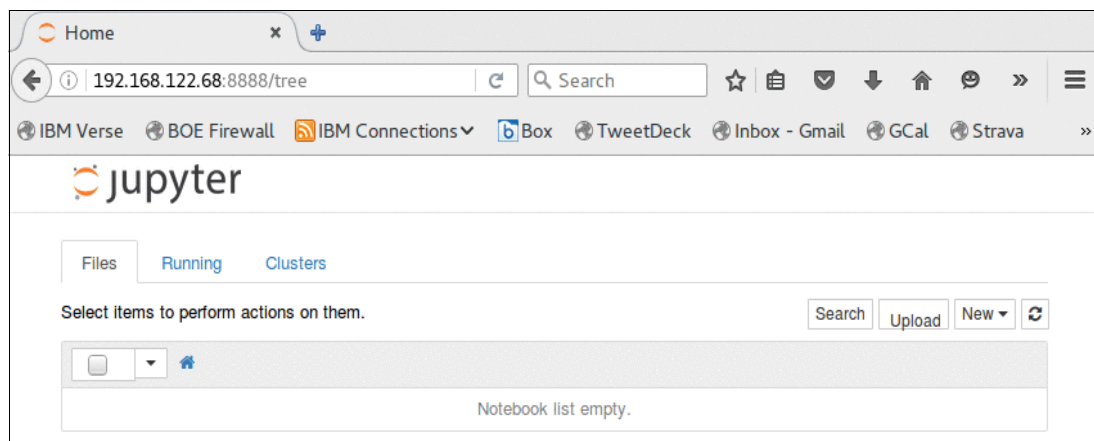 Home
192.168.122.68:8888/tree Search
IBM Verse BOE Firewall IBM Connections Box TweetDeck Inbox - Gmail GCal Strava »
jupyter
Files Running Clusters
Select items to perform actions on them. Search Upload New
Notebook list empty.